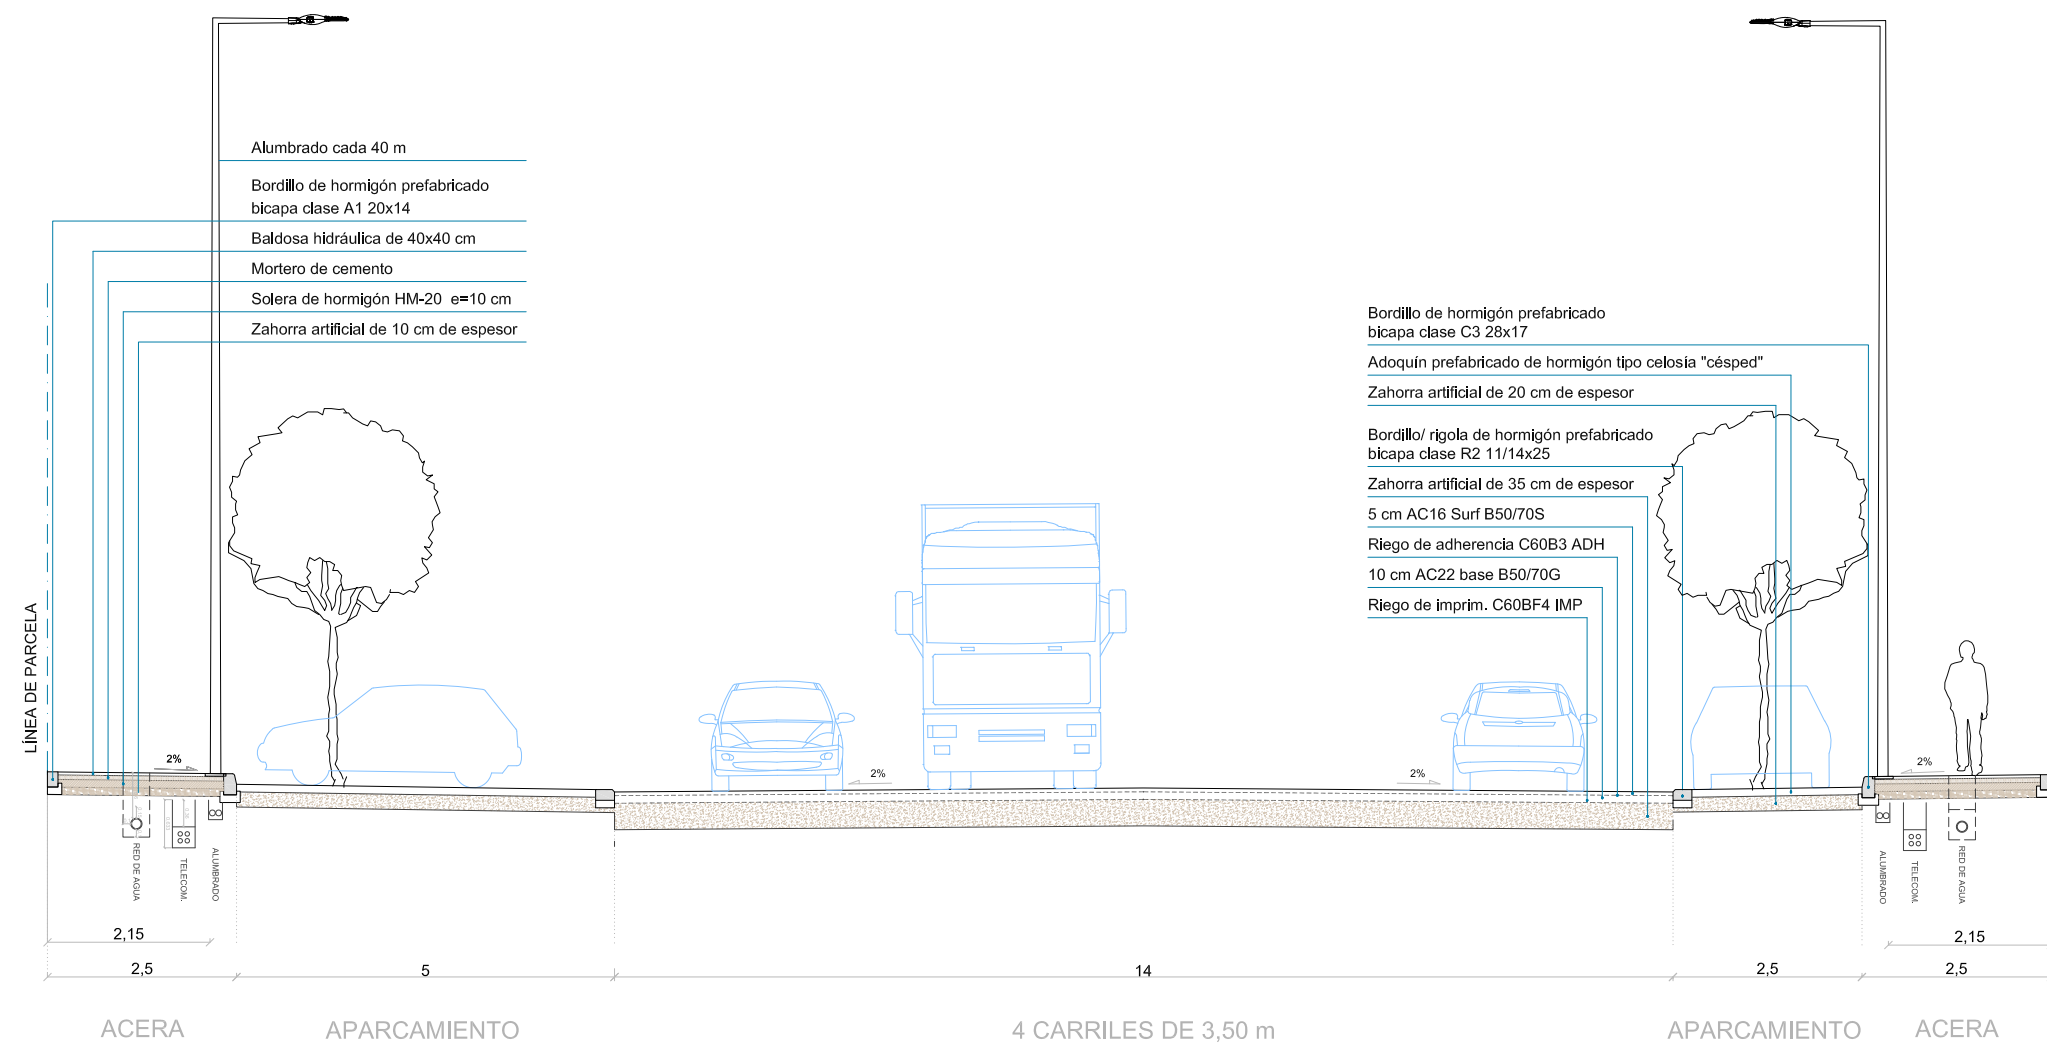 Alumbrado cada 40 m
Bordillo de hormigón prefabricado
bicapa clase A1 20x14
Baldosa hidráulica de 40x40 cm
Mortero de cemento
Solera de hormigón HM-20 e=10 cm
Zahorra artificial de 10 cm de espesor
Bordillo de hormigón prefabricado
bicapa clase C3 28x17
Adoquín prefabricado de hormigón tipo celosía "césped"
Zahorra artificial de 20 cm de espesor
Bordillo/ rigola de hormigón prefabricado
bicapa clase R2 11/14x25
Zahorra artificial de 35 cm de espesor
5 cm AC16 Surf B50/70S
Riego de adherencia C60B3 ADH
10 cm AC22 base B50/70G
Riego de imprim. C60BF4 IMP
LÍNEA DE PARCELA
2%
2%
2%
2%
RED DE AGUA
TELECOM.
ALUMBRADO
ALUMBRADO
TELECOM.
RED DE AGUA
2,15
2,15
2,5
5
14
2,5
2,5
ACERA
APARCAMIENTO
4 CARRILES DE 3,50 m
APARCAMIENTO
ACERA